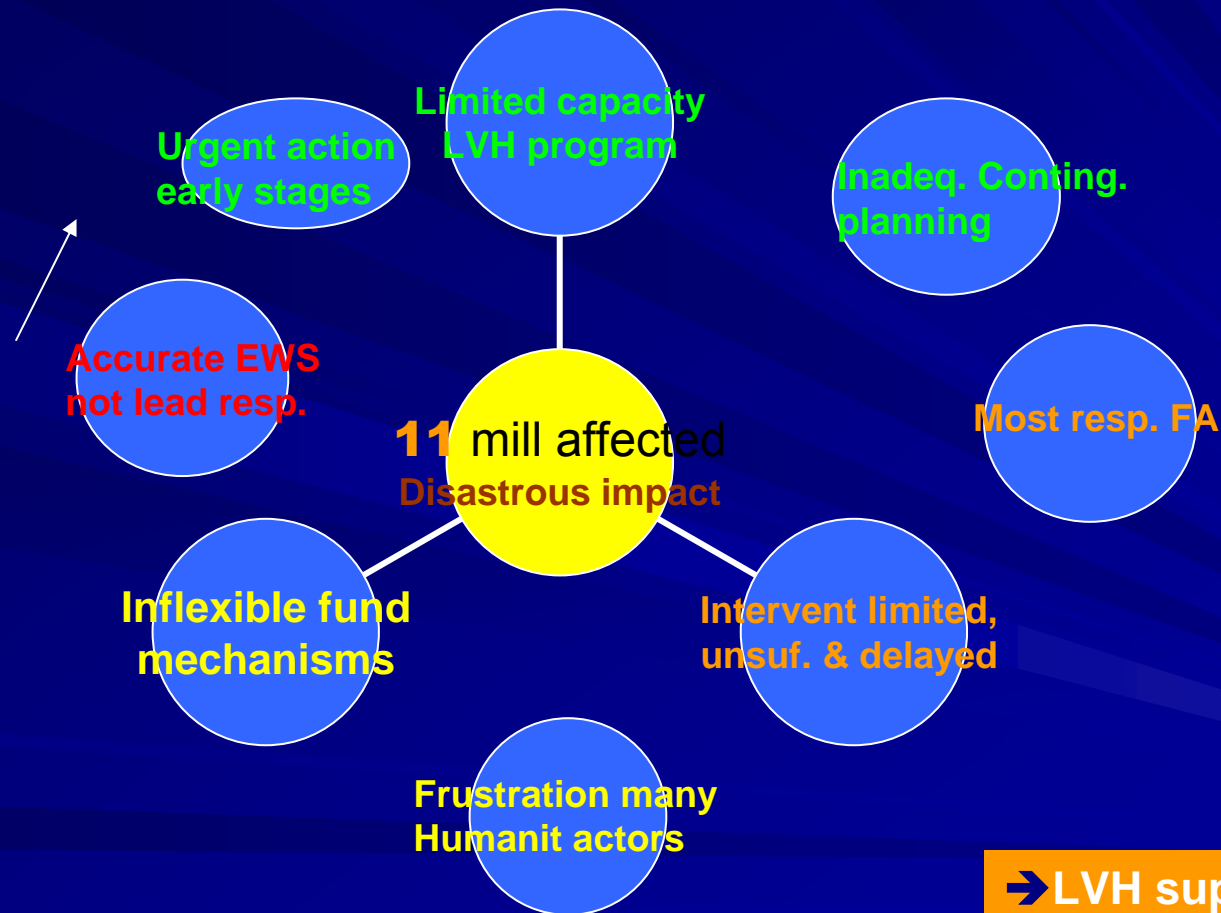 Limited capacity
LVH program
Urgent action
early stages
Inadeq. Conting.
planning
Accurate EWS
not lead resp.
Most resp. FA
11 mill affected
Disastrous impact
Inflexible fund
mechanisms
Intervent limited,
unsuf. & delayed
Frustration many
Humanit actors
➔LVH sup